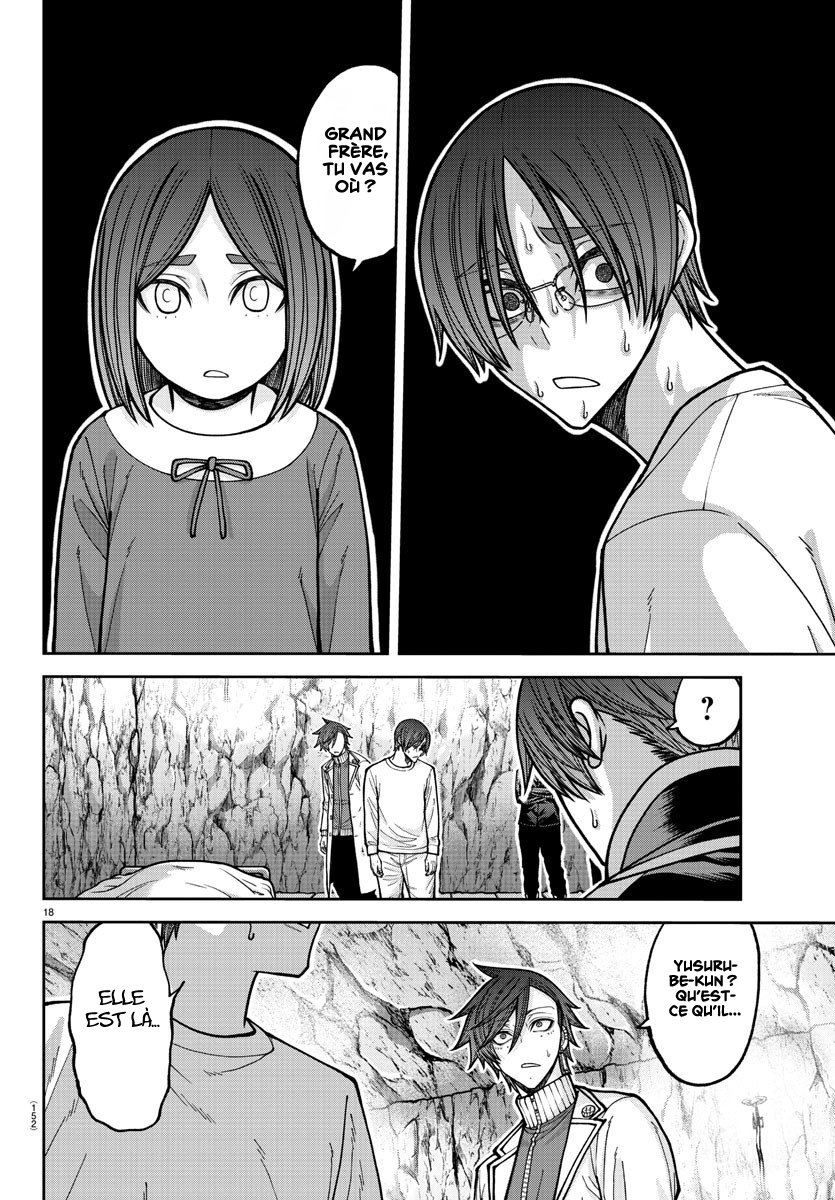 GRAND
FRÈRE,
TU VAS
OÙ ?
?
18
YUSURU-
BE-KUN ?
QU'EST-
CE QU'IL...
ELLE
EST LÀ...
(152)